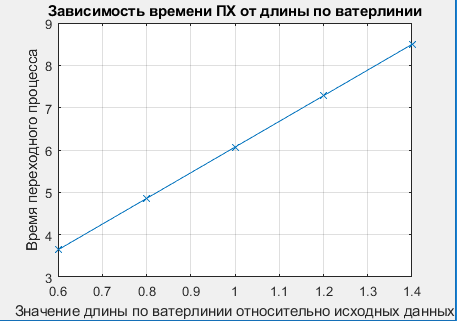 Зависимость времени ПХ от длины по ватерлинии
Время переходного процесса
9
8
7
6
5
4
3
0.6 0.7 0.8 0.9 1 1.1 1.2 1.3 1.4
Значение длины по ватерлинии относительно исходных данных